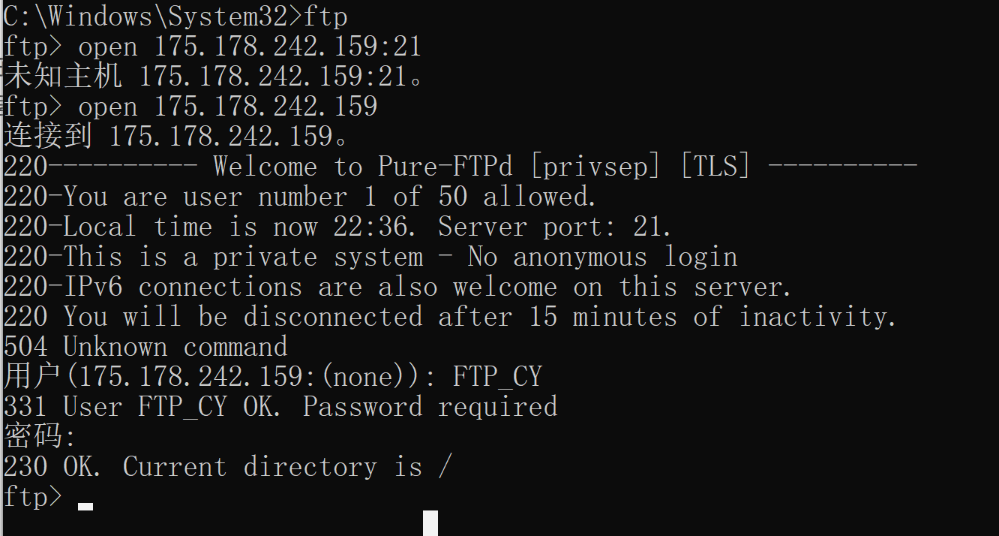 C:\Windows\System32>ftp
ftp> open 175.178.242.159:21
未知主机 175.178.242.159:21。
ftp> open 175.178.242.159
连接到 175.178.242.159。
220---------- Welcome to Pure-FTPd [privsep] [TLS] ----------
220-You are user number 1 of 50 allowed.
220-Local time is now 22:36. Server port: 21.
220-This is a private system - No anonymous login
220-IPv6 connections are also welcome on this server.
220 You will be disconnected after 15 minutes of inactivity.
504 Unknown command
用户(175.178.242.159:(none)): FTP_CY
331 User FTP_CY OK. Password required
密码:
230 OK. Current directory is /
ftp>